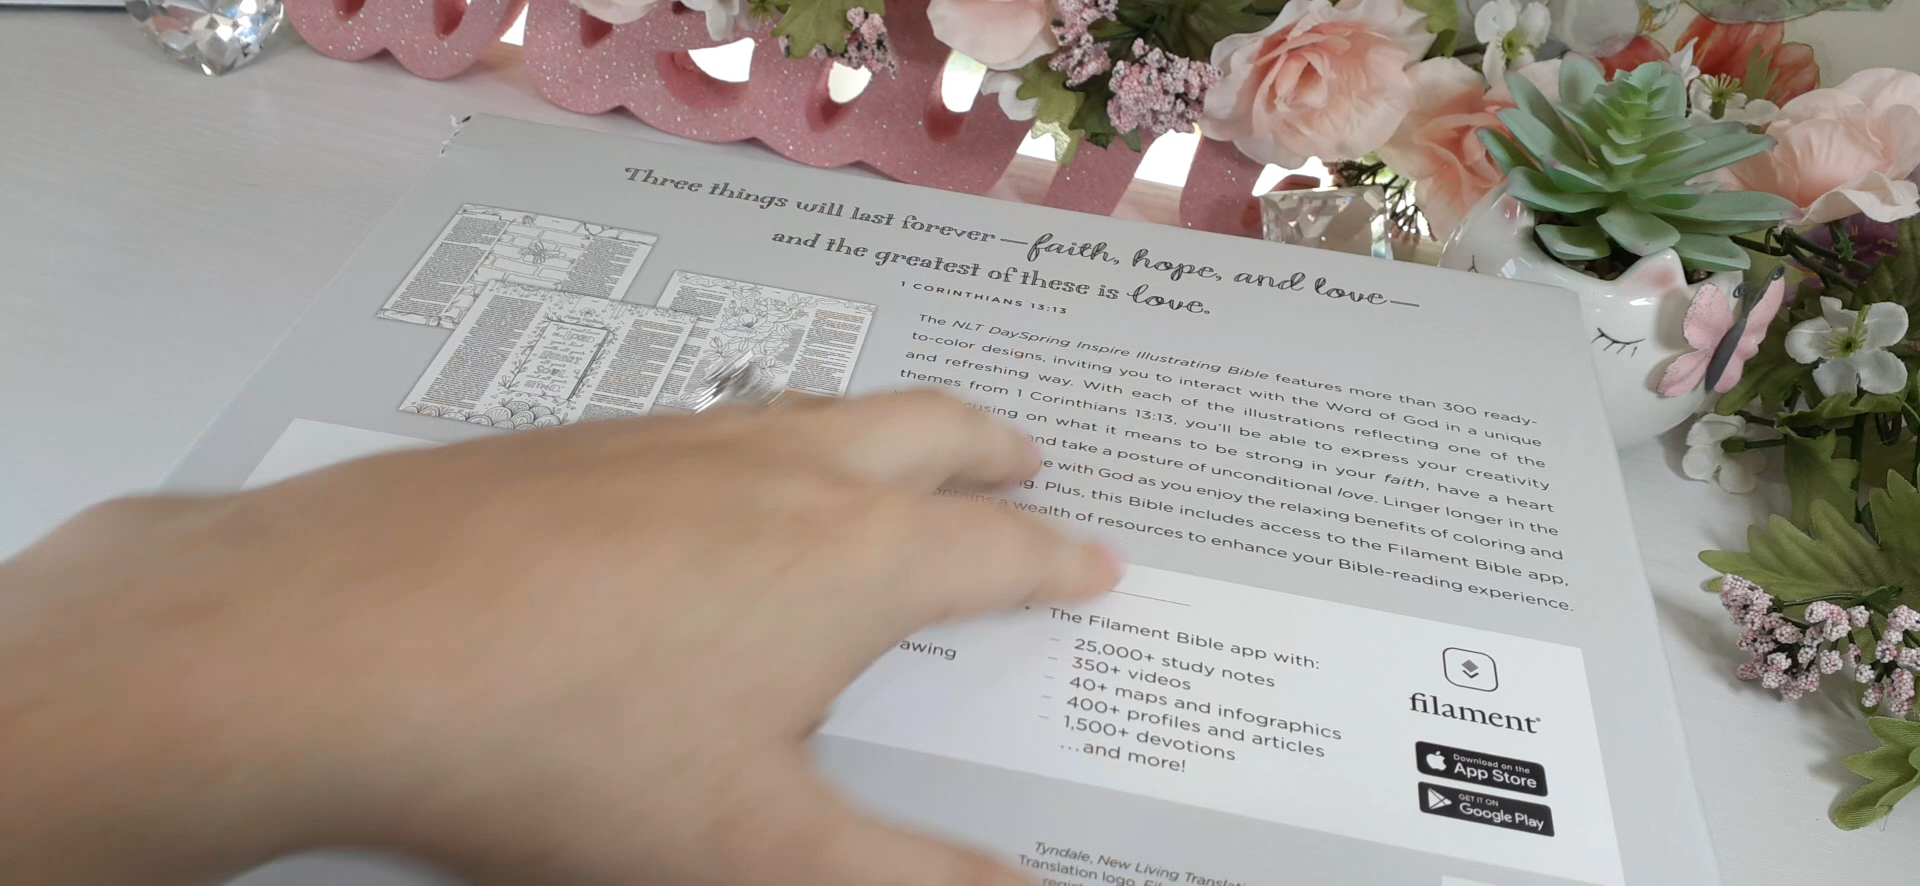 Three things will last forever—faith, hope, and love—
and the greatest of these is love.
1 CORINTHIANS 13:13
The NLT DaySpring Inspire Illustrating Bible features more than 300 ready-
to-color designs, inviting you to interact with the Word of God in a unique
and refreshing way. With each of the illustrations reflecting one of the
themes from 1 Corinthians 13:13, you'll be able to express your creativity
on what it means to be strong in your faith, have a heart
and take a posture of unconditional love. Linger longer in the
with God as you enjoy the relaxing benefits of coloring and
Plus, this Bible includes access to the Filament Bible app,
a wealth of resources to enhance your Bible-reading experience.
• The Filament Bible app with:
– 25,000+ study notes
– 350+ videos
– 40+ maps and infographics
– 400+ profiles and articles
– 1,500+ devotions
...and more!
filament
Download on the
App Store
GET IT ON
Google Play
Tyndale, New Living
Translation logo,